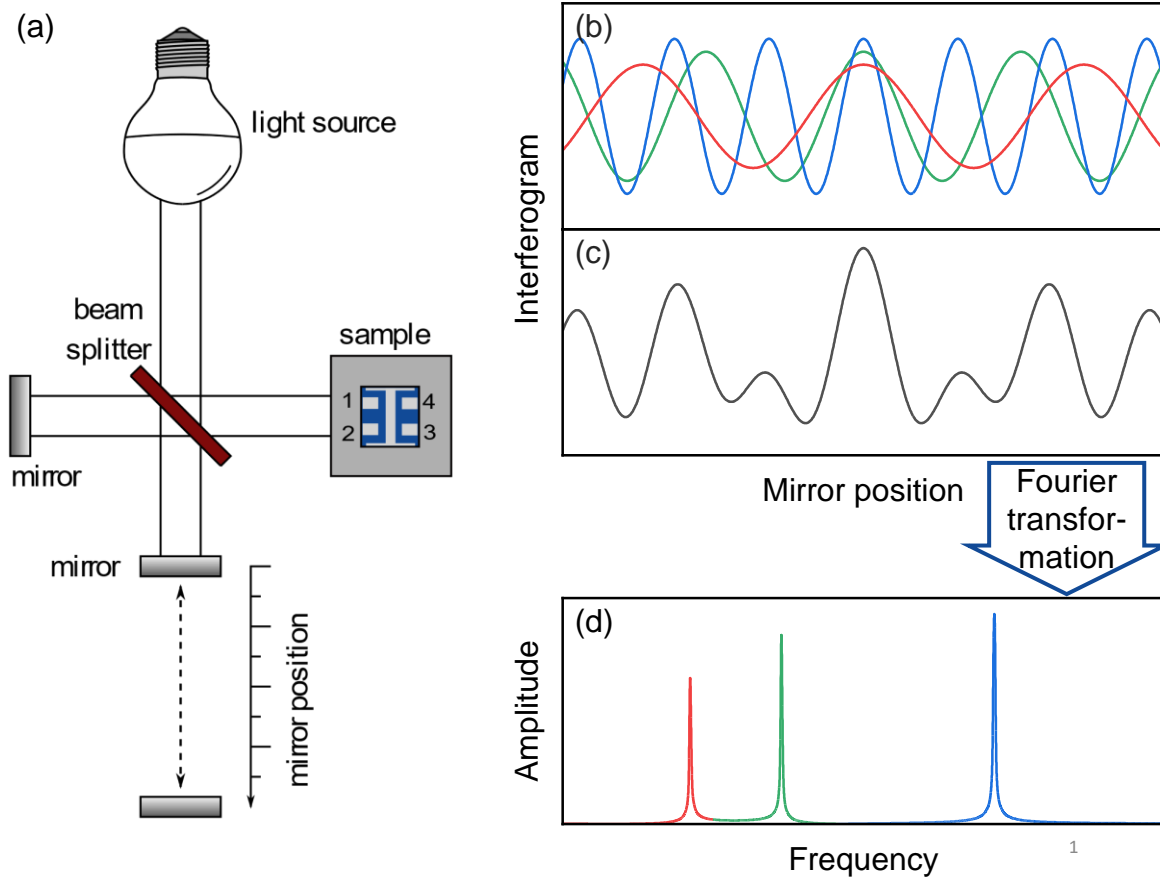 (a)
light source
beam
splitter
sample
1
4
2
3
mirror
mirror
mirror position
(b)
(c)
Interferogram
Mirror position
Fourier
transfor-
mation
(d)
Amplitude
Frequency
1